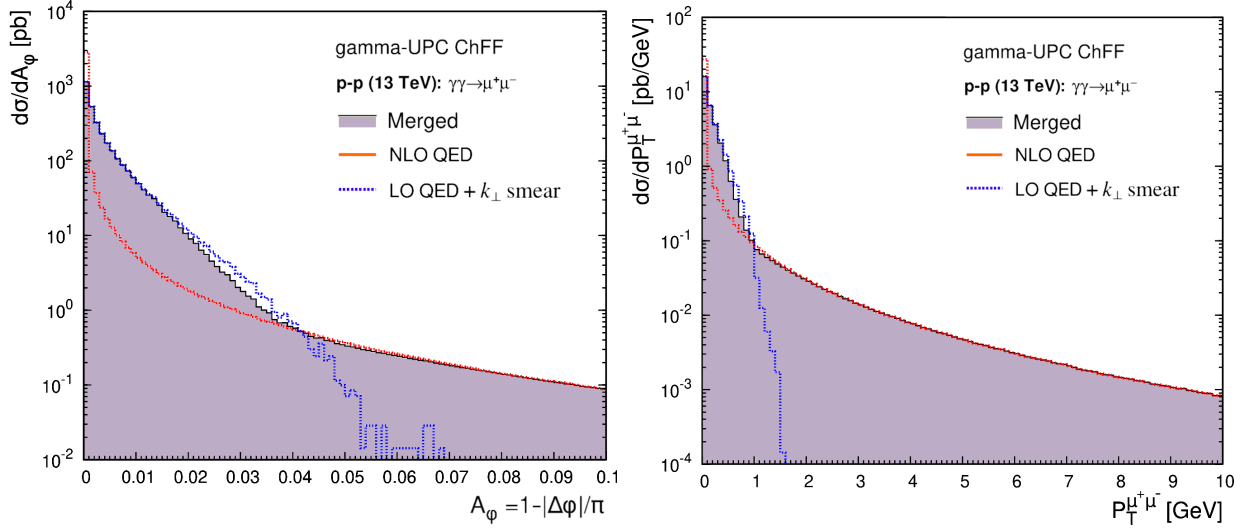 dσ/dAφ [pb]
10⁴
10³
10²
10
10⁰
10⁻¹
10⁻²
gamma-UPC ChFF
p-p (13 TeV): γγ→μ⁺μ⁻
Merged
NLO QED
LO QED + k⊥ smear
0 0.01 0.02 0.03 0.04 0.05 0.06 0.07 0.08 0.09 0.1
Aφ =1-|Δφ|/π
dσ/dP_T^μ⁺μ⁻ [pb/GeV]
10²
10
10⁰
10⁻¹
10⁻²
10⁻³
10⁻⁴
gamma-UPC ChFF
p-p (13 TeV): γγ→μ⁺μ⁻
Merged
NLO QED
LO QED + k⊥ smear
0 1 2 3 4 5 6 7 8 9 10
P_T^μ⁺μ⁻ [GeV]